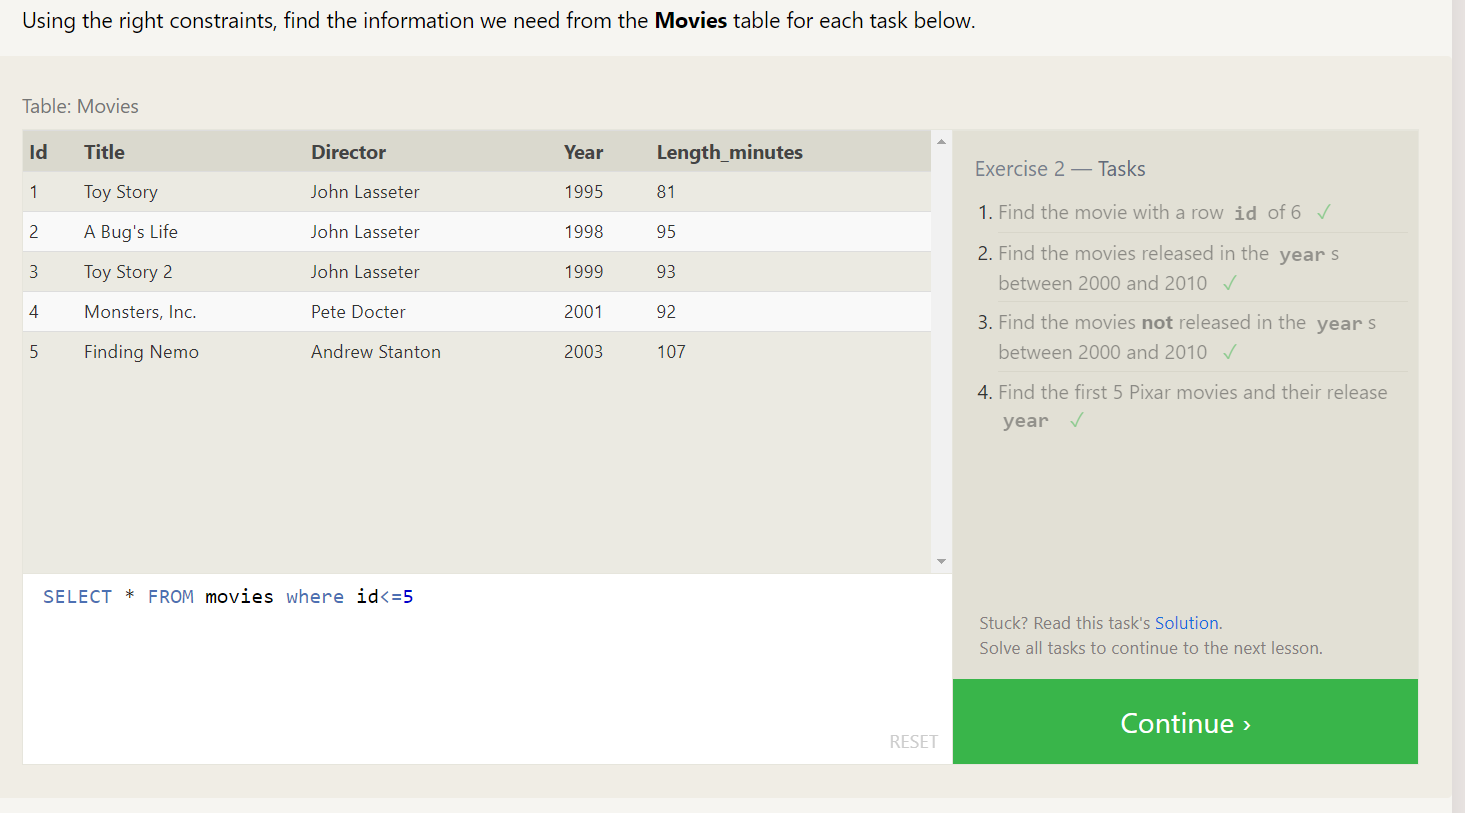 Using the right constraints, find the information we need from the Movies table for each task below.
Table: Movies
Id Title Director Year Length_minutes
1 Toy Story John Lasseter 1995 81
2 A Bug's Life John Lasseter 1998 95
3 Toy Story 2 John Lasseter 1999 93
4 Monsters, Inc. Pete Docter 2001 92
5 Finding Nemo Andrew Stanton 2003 107
SELECT * FROM movies where id<=5
RESET
Exercise 2 — Tasks
1. Find the movie with a row id of 6 ✓
2. Find the movies released in the year s
between 2000 and 2010 ✓
3. Find the movies not released in the year s
between 2000 and 2010 ✓
4. Find the first 5 Pixar movies and their release
year ✓
Stuck? Read this task's Solution.
Solve all tasks to continue to the next lesson.
Continue ›